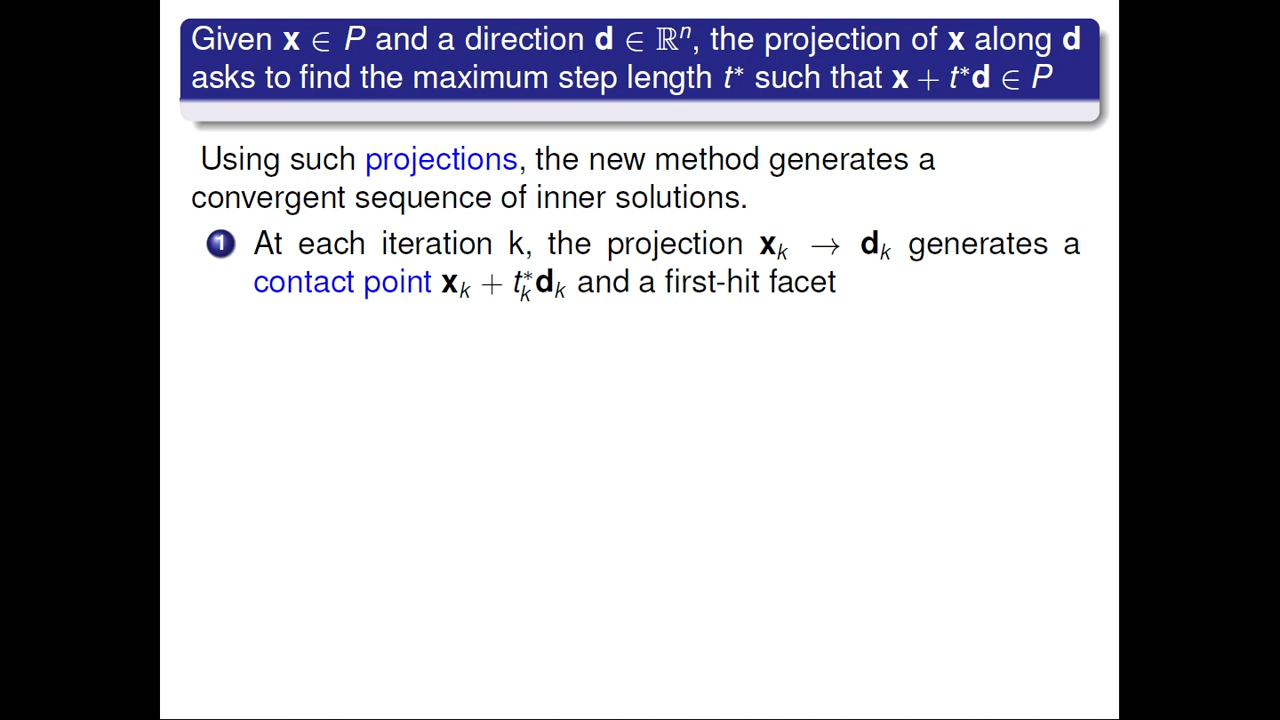 Given x ∈ P and a direction d ∈ ℝⁿ, the projection of x along d
asks to find the maximum step length t* such that x + t*d ∈ P
Using such projections, the new method generates a
convergent sequence of inner solutions.
1 At each iteration k, the projection xₖ → dₖ generates a
contact point xₖ + t*ₖdₖ and a first-hit facet